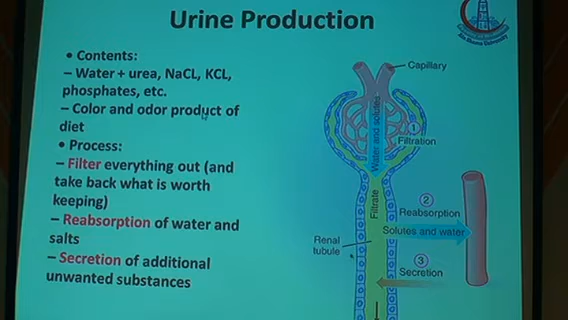 Urine Production
• Contents:
– Water + urea, NaCL, KCL,
phosphates, etc.
– Color and odor product of
diet
• Process:
– Filter everything out (and
take back what is worth
keeping)
– Reabsorption of water and
salts
– Secretion of additional
unwanted substances
Capillary
Water and solutes
1
Filtration
Filtrate
2
Reabsorption
Solutes and water
Renal
tubule
3
Secretion